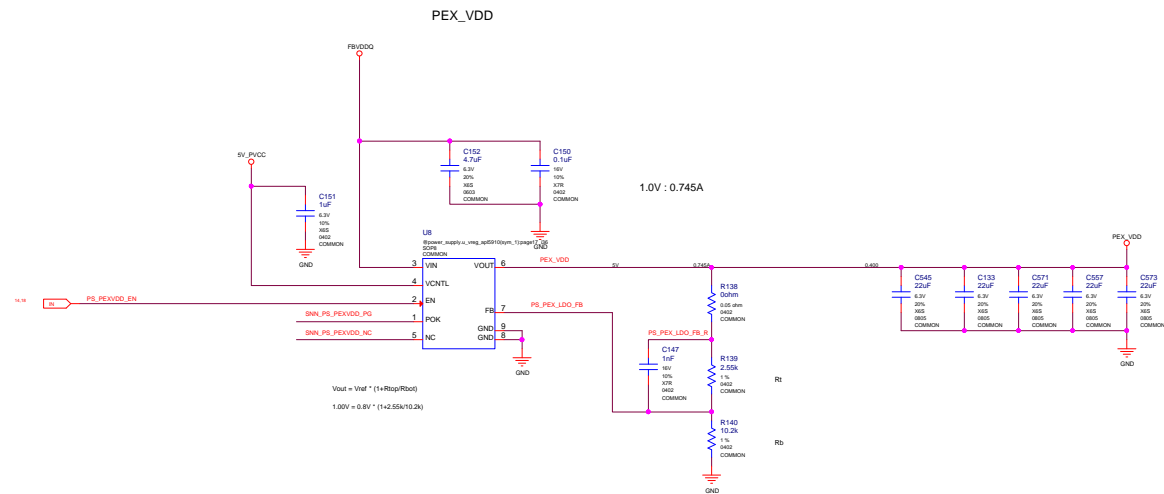 PEX_VDD
FBVDDQ
5V_PVCC
C152
4.7uF
6.3V
20%
X6S
0603
COMMON
C150
0.1uF
16V
10%
X7R
0402
COMMON
GND
1.0V : 0.745A
C151
1uF
6.3V
10%
X6S
0402
COMMON
GND
U8
SOP8
COMMON
3 VIN
4 VCNTL
2 EN
1 POK
5 NC
VOUT 6
FB 7
GND 9
GND 8
GND
IN
PS_PEXVDD_EN
SNN_PS_PEXVDD_PG
SNN_PS_PEXVDD_NC
PEX_VDD
5V
0.745A
0.400
PEX_VDD
PS_PEX_LDO_FB
PS_PEX_LDO_FB_R
R138
0ohm
0.05 ohm
0402
COMMON
C147
1nF
16V
10%
X7R
0402
COMMON
R139
2.55k
1 %
0402
COMMON
Rt
R140
10.2k
1 %
0402
COMMON
Rb
GND
C545
22uF
6.3V
20%
X6S
0805
COMMON
C133
22uF
6.3V
20%
X6S
0805
COMMON
C571
22uF
6.3V
20%
X6S
0805
COMMON
C557
22uF
6.3V
20%
X6S
0805
COMMON
C573
22uF
6.3V
20%
X6S
0805
COMMON
GND
Vout = Vref * (1+Rtop/Rbot)
1.00V = 0.8V * (1+2.55k/10.2k)